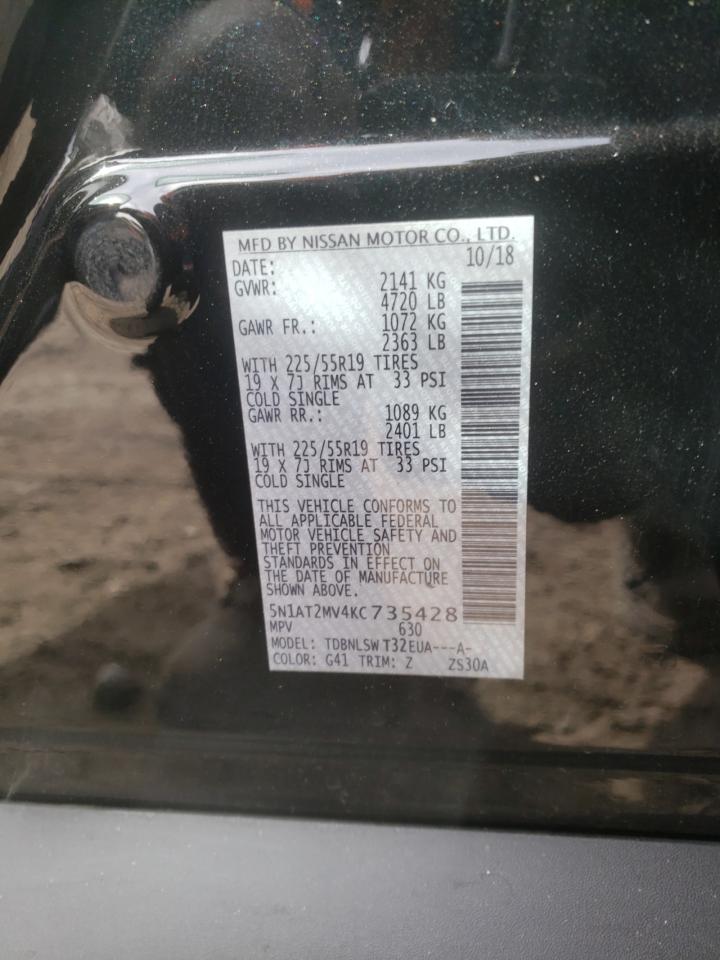 MFD BY NISSAN MOTOR CO., LTD.
DATE: 10/18
GVWR: 2141 KG
4720 LB
GAWR FR.: 1072 KG
2363 LB
WITH 225/55R19 TIRES
19 X 7J RIMS AT 33 PSI
COLD SINGLE
GAWR RR.: 1089 KG
2401 LB
WITH 225/55R19 TIRES
19 X 7J RIMS AT 33 PSI
COLD SINGLE
THIS VEHICLE CONFORMS TO
ALL APPLICABLE FEDERAL
MOTOR VEHICLE SAFETY AND
THEFT PREVENTION
STANDARDS IN EFFECT ON
THE DATE OF MANUFACTURE
SHOWN ABOVE.
5N1AT2MV4KC735428
MPV 630
MODEL: TDBNLSW T32EUA---A-
COLOR: G41 TRIM: Z ZS30A